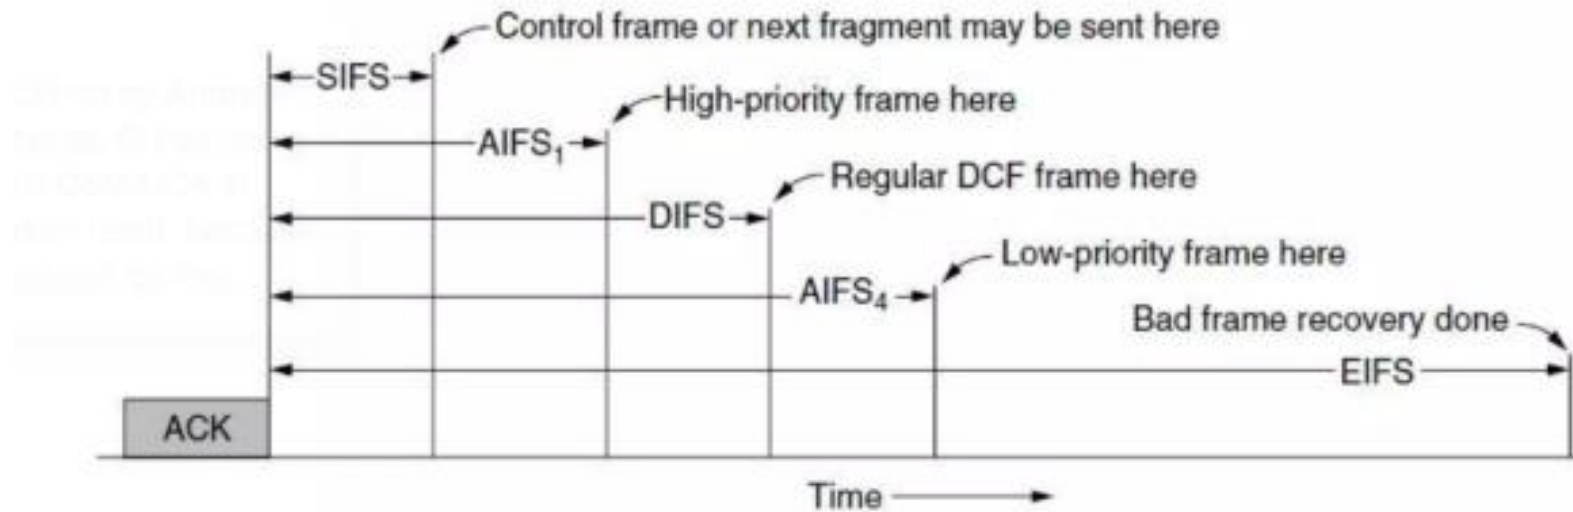 Control frame or next fragment may be sent here
SIFS
High-priority frame here
AIFS1
Regular DCF frame here
DIFS
Low-priority frame here
AIFS4
Bad frame recovery done
EIFS
ACK
Time